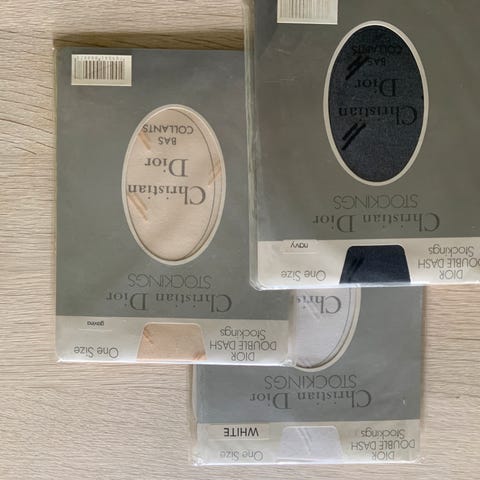 DIOR
DOUBLE DASH
Stockings
One Size
Christian Dior
STOCKINGS
Christian
Dior
BAS
COLLANTS
DIOR
DOUBLE DASH
Stockings
One Size
navy
Christian Dior
STOCKINGS
Christian
Dior
BAS
COLLANTS
DIOR
DOUBLE DASH
Stockings
One Size
WHITE
Christian Dior
STOCKINGS
Christian